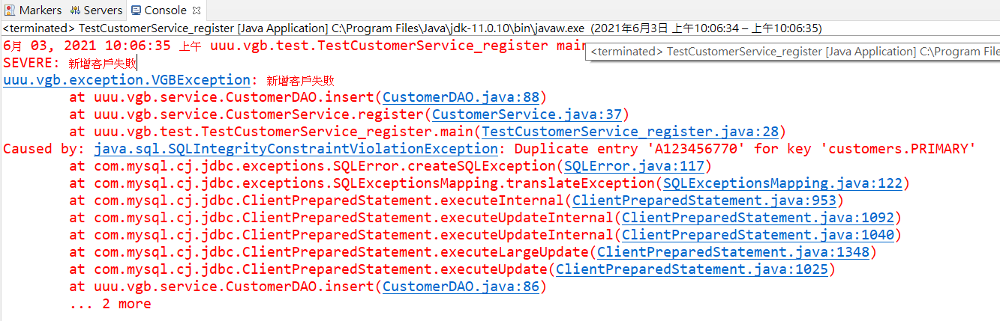 Markers Servers Console
<terminated> TestCustomerService_register [Java Application] C:\Program Files\Java\jdk-11.0.10\bin\javaw.exe (2021年6月3日 上午10:06:34 – 上午10:06:35)
6月 03, 2021 10:06:35 上午 uuu.vgb.test.TestCustomerService_register main
<terminated> TestCustomerService_register [Java Application] C:\Program File
SEVERE: 新增客戶失敗
uuu.vgb.exception.VGBException: 新增客戶失敗
at uuu.vgb.service.CustomerDAO.insert(CustomerDAO.java:88)
at uuu.vgb.service.CustomerService.register(CustomerService.java:37)
at uuu.vgb.test.TestCustomerService_register.main(TestCustomerService_register.java:28)
Caused by: java.sql.SQLIntegrityConstraintViolationException: Duplicate entry 'A123456770' for key 'customers.PRIMARY'
at com.mysql.cj.jdbc.exceptions.SQLError.createSQLException(SQLError.java:117)
at com.mysql.cj.jdbc.exceptions.SQLExceptionsMapping.translateException(SQLExceptionsMapping.java:122)
at com.mysql.cj.jdbc.ClientPreparedStatement.executeInternal(ClientPreparedStatement.java:953)
at com.mysql.cj.jdbc.ClientPreparedStatement.executeUpdateInternal(ClientPreparedStatement.java:1092)
at com.mysql.cj.jdbc.ClientPreparedStatement.executeUpdateInternal(ClientPreparedStatement.java:1040)
at com.mysql.cj.jdbc.ClientPreparedStatement.executeLargeUpdate(ClientPreparedStatement.java:1348)
at com.mysql.cj.jdbc.ClientPreparedStatement.executeUpdate(ClientPreparedStatement.java:1025)
at uuu.vgb.service.CustomerDAO.insert(CustomerDAO.java:86)
... 2 more